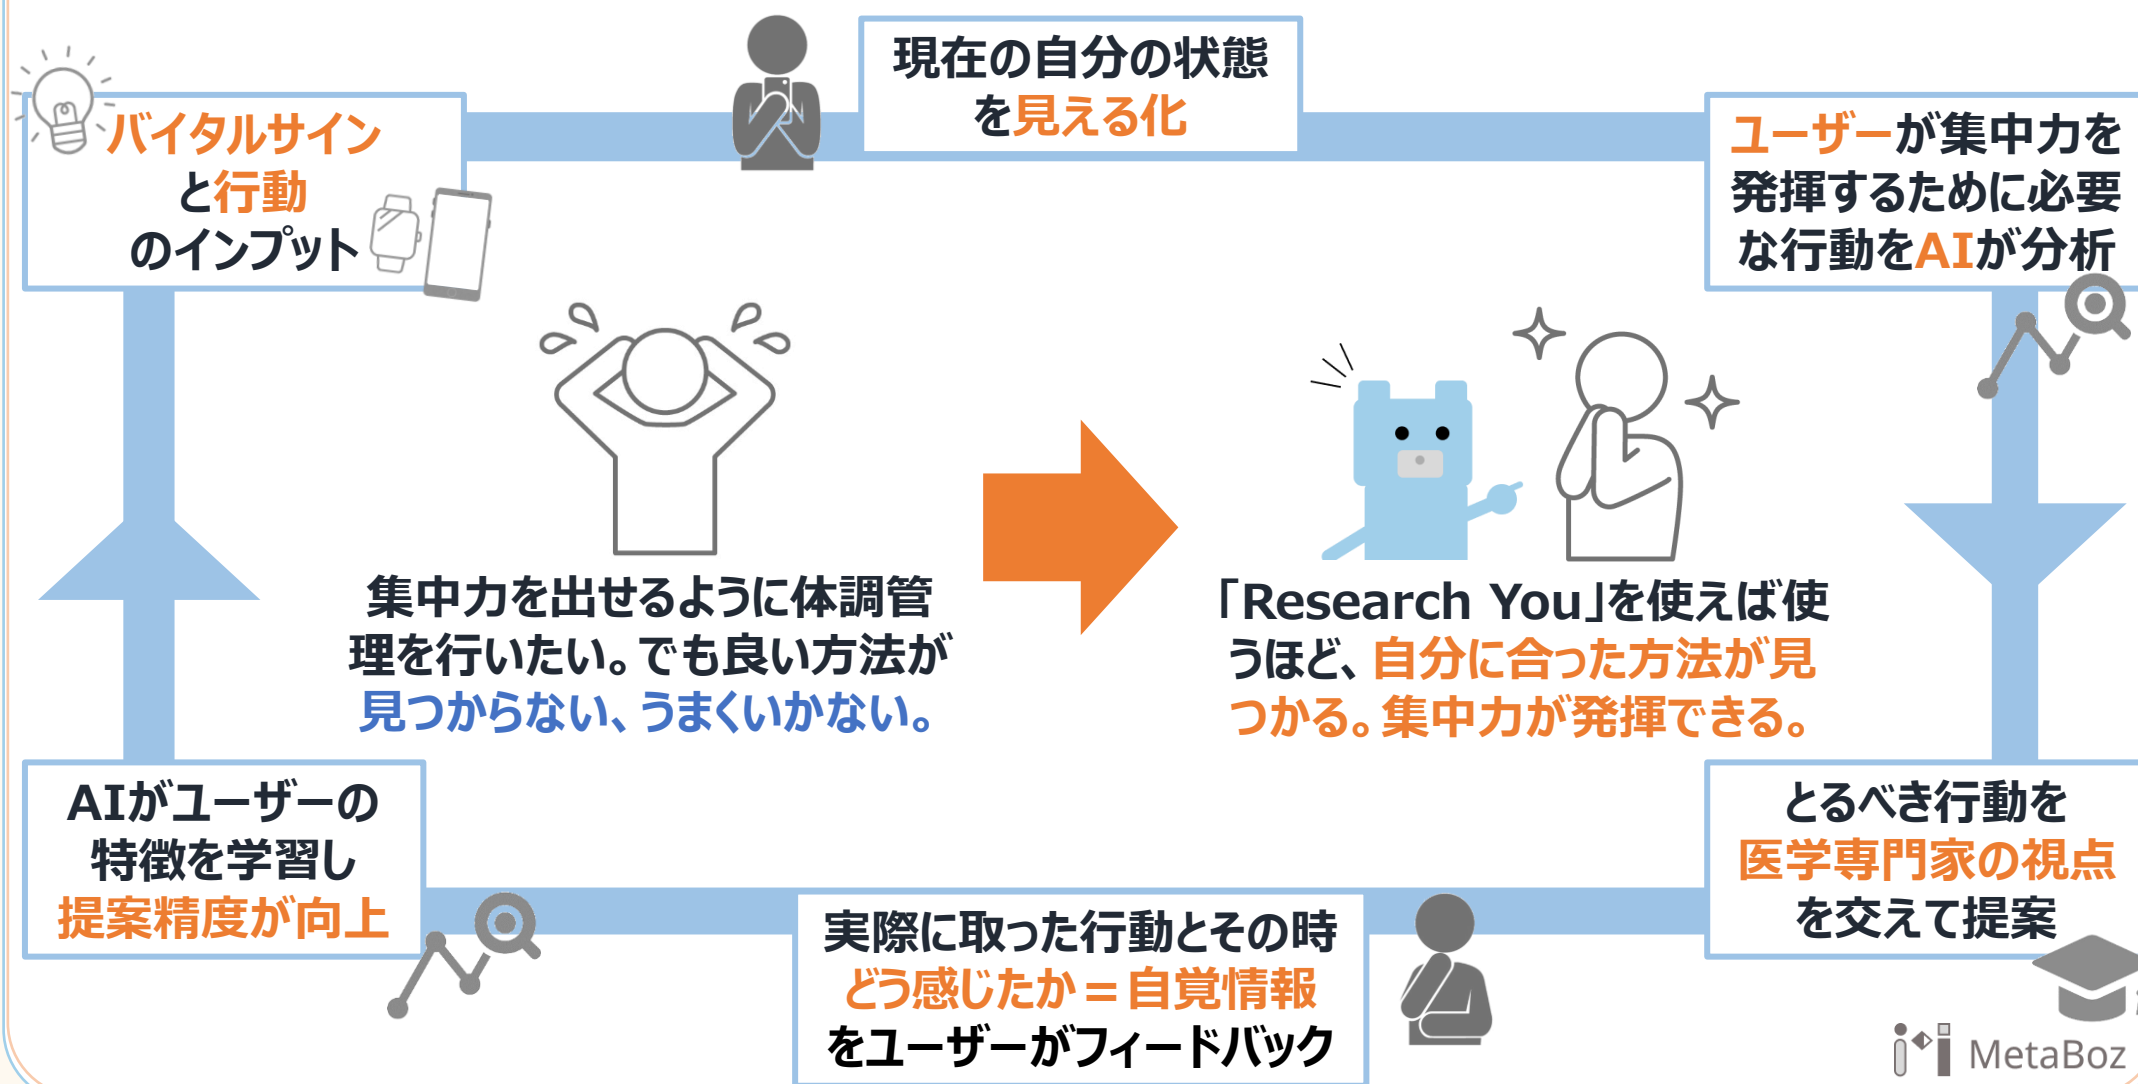 現在の自分の状態
を見える化
バイタルサイン
と行動
のインプット
ユーザーが集中力を
発揮するために必要
な行動をAIが分析
集中力を出せるように体調管
理を行いたい。でも良い方法が
見つからない、うまくいかない。
「Research You」を使えば使
うほど、自分に合った方法が見
つかる。集中力が発揮できる。
AIがユーザーの
特徴を学習し
提案精度が向上
実際に取った行動とその時
どう感じたか＝自覚情報
をユーザーがフィードバック
とるべき行動を
医学専門家の視点
を交えて提案
MetaBoz